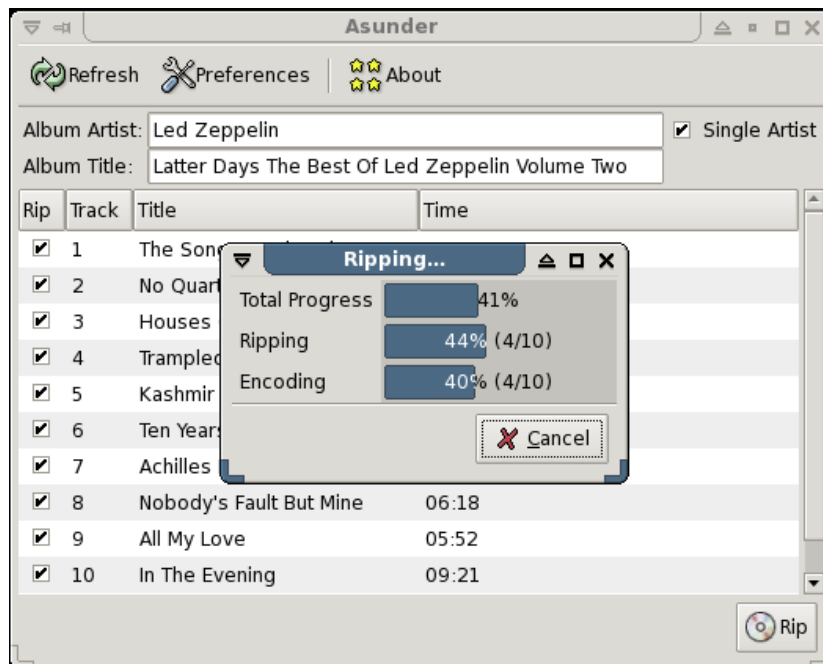 Asunder
Refresh Preferences About
Album Artist: Led Zeppelin Single Artist
Album Title: Latter Days The Best Of Led Zeppelin Volume Two
Rip Track Title Time
1 The Song
2 No Quart
3 Houses
4 Trampled
5 Kashmir
6 Ten Years
7 Achilles
8 Nobody's Fault But Mine 06:18
9 All My Love 05:52
10 In The Evening 09:21
Ripping...
Total Progress 41%
Ripping 44% (4/10)
Encoding 40% (4/10)
Cancel
Rip